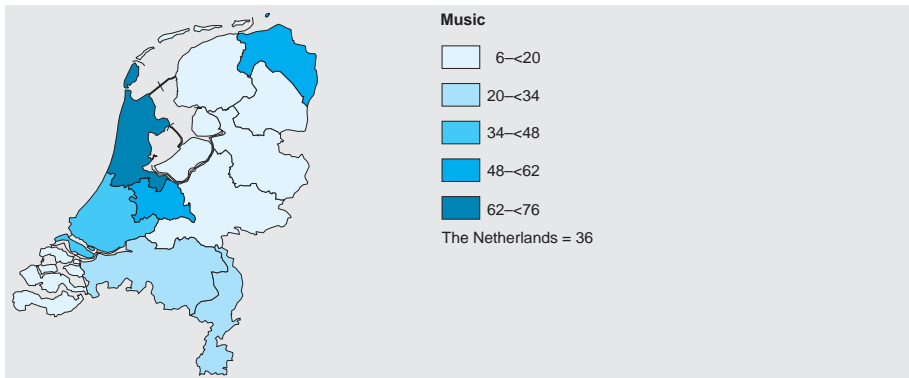 Music
6–<20
20–<34
34–<48
48–<62
62–<76
The Netherlands = 36